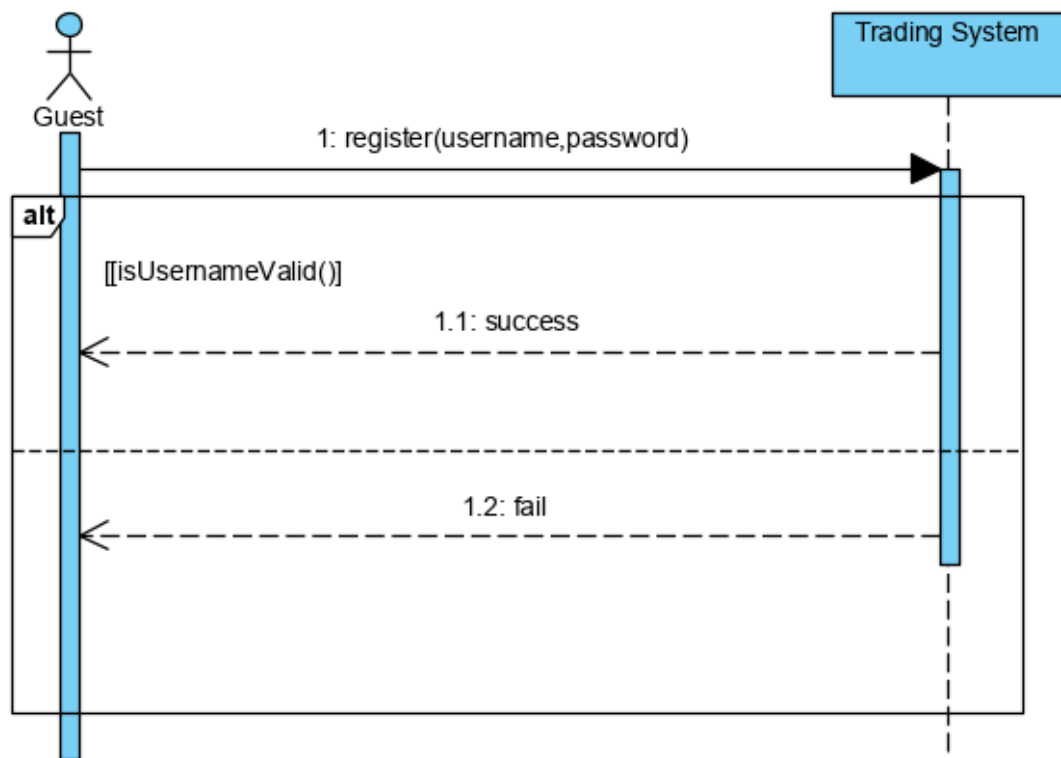 Trading System
Guest
1: register(username,password)
alt
[[isUsernameValid()]
1.1: success
1.2: fail